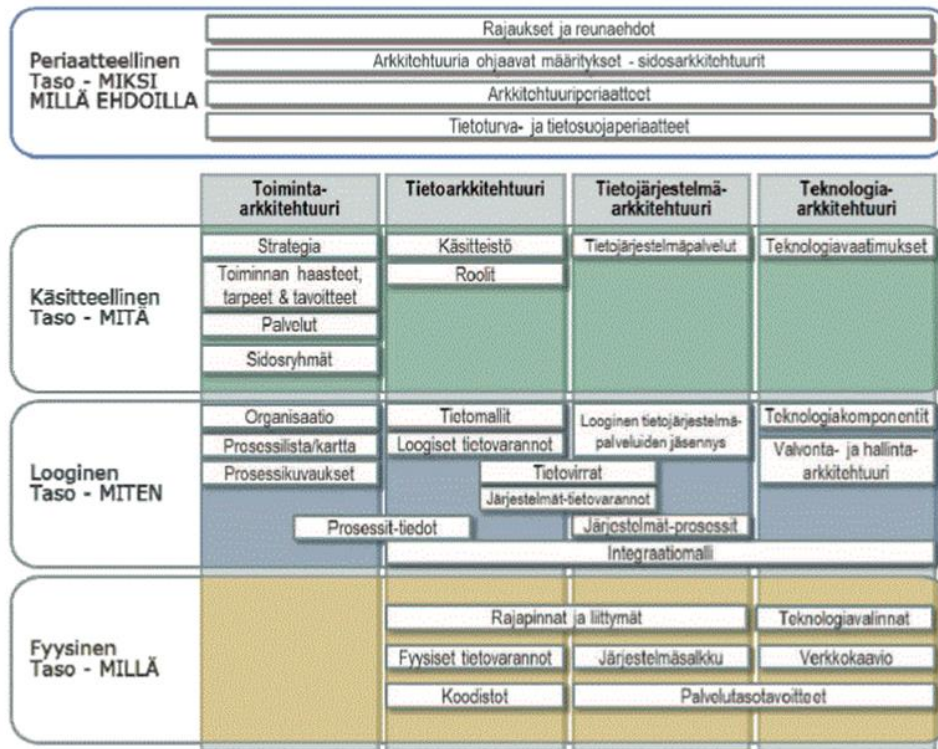 Periaatteellinen
Taso - MIKSI
MILLÄ EHDOILLA
Rajaukset ja reunaehdot
Arkkitehtuuria ohjaavat määritykset - sidosarkkitehtuurit
Arkkitehtuuriperiaatteet
Tietoturva- ja tietosuojaperiaatteet
Toiminta-
arkkitehtuuri
Tietoarkkitehtuuri
Tietojärjestelmä-
arkkitehtuuri
Teknologia-
arkkitehtuuri
Käsitteellinen
Taso - MITÄ
Strategia
Toiminnan haasteet,
tarpeet & tavoitteet
Palvelut
Sidosryhmät
Käsitteistö
Roolit
Tietojärjestelmäpalvelut
Teknologiavaatimukset
Looginen
Taso - MITEN
Organisaatio
Prosessilista/kartta
Prosessikuvaukset
Tietomallit
Loogiset tietovarannot
Looginen tietojärjestelmä-
palveluiden jäsennys
Teknologiakomponentit
Valvonta- ja hallinta-
arkkitehtuuri
Tietovirrat
Järjestelmät-tietovarannot
Prosessit-tiedot
Järjestelmät-prosessit
Integraatiomalli
Fyysinen
Taso - MILLÄ
Rajapinnat ja liittymät
Teknologiavalinnat
Fyysiset tietovarannot
Järjestelmäsalkku
Verkkokaavio
Koodistot
Palvelutasotavoitteet